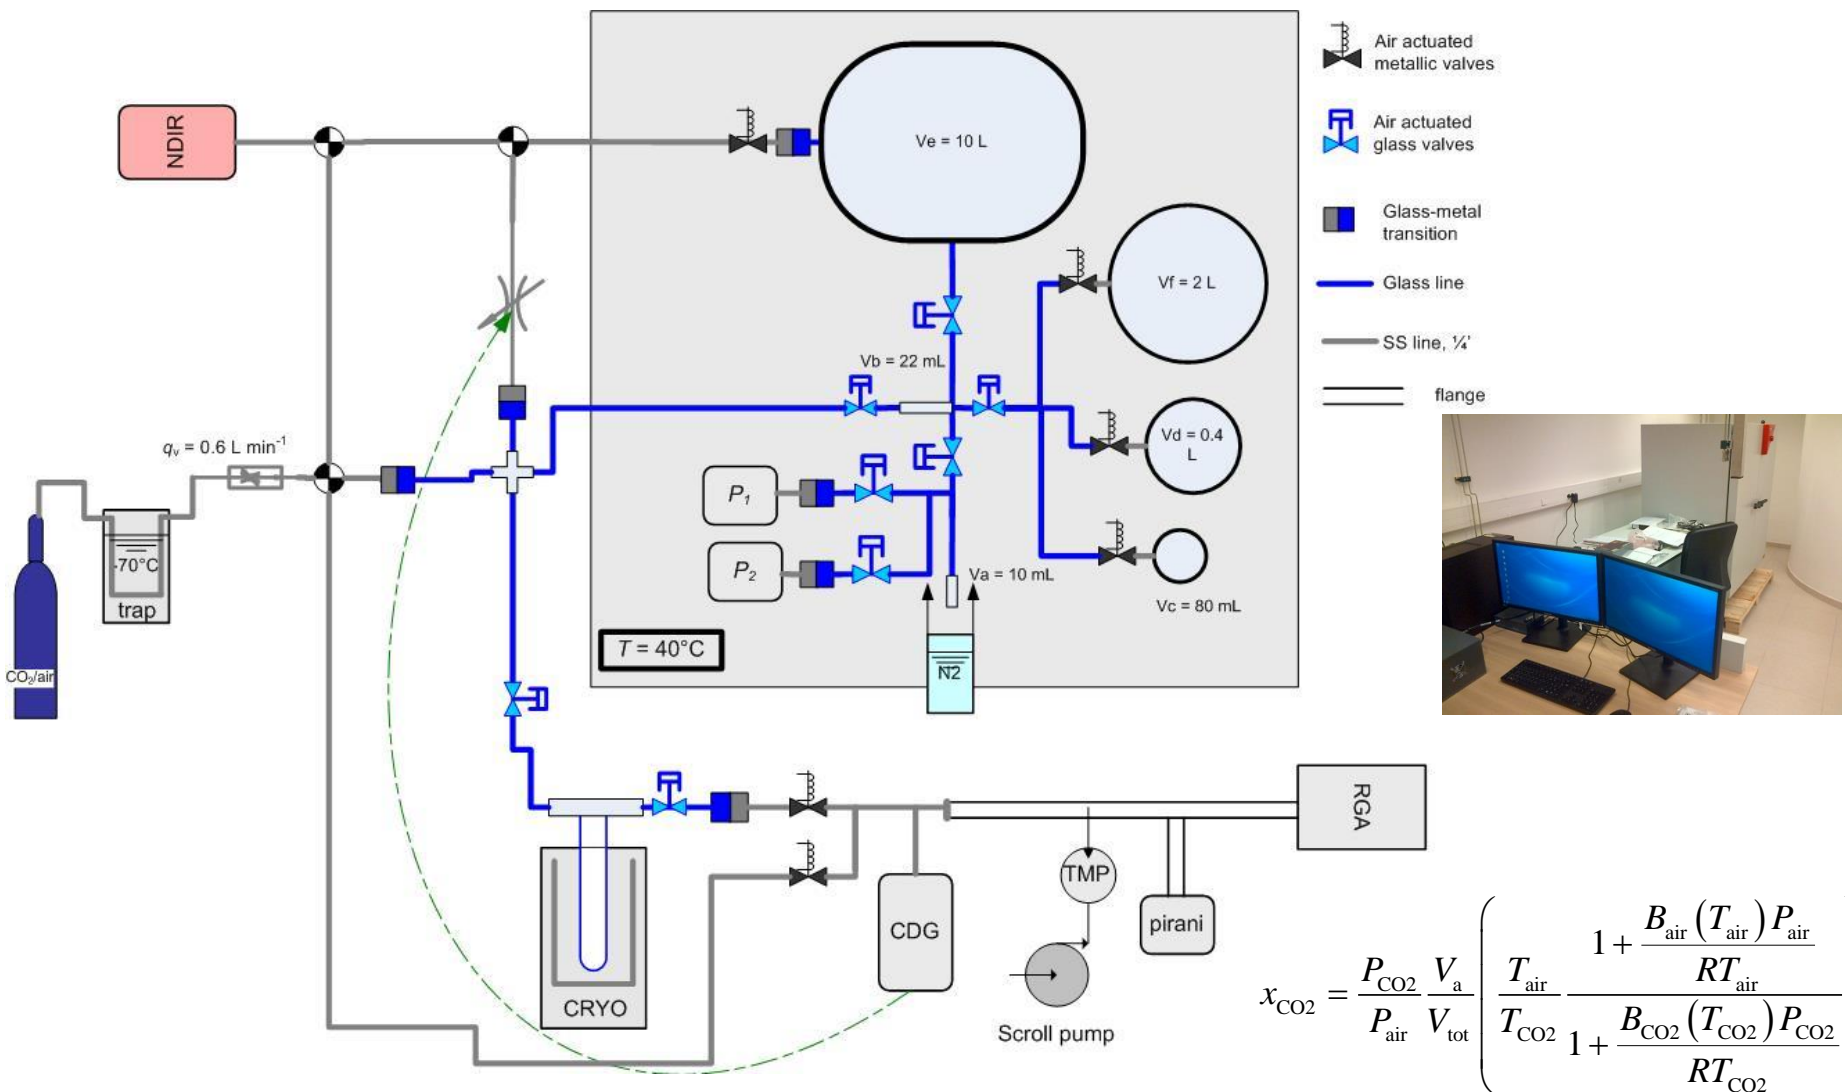 NDIR
Ve = 10 L
Air actuated
metallic valves
Air actuated
glass valves
Glass-metal
transition
Glass line
SS line, ¼'
flange
Vf = 2 L
Vb = 22 mL
Vd = 0.4
L
qv = 0.6 L min-1
P1
P2
-70°C
trap
CO2/air
Va = 10 mL
Vc = 80 mL
T = 40°C
N2
RGA
TMP
CDG
pirani
CRYO
Scroll pump
xCO2 = PCO2/Pair Va/Vtot ( Tair/TCO2 (1 + Bair (Tair) Pair / RTair) / (1 + BCO2 (TCO2) PCO2 / RTCO2)